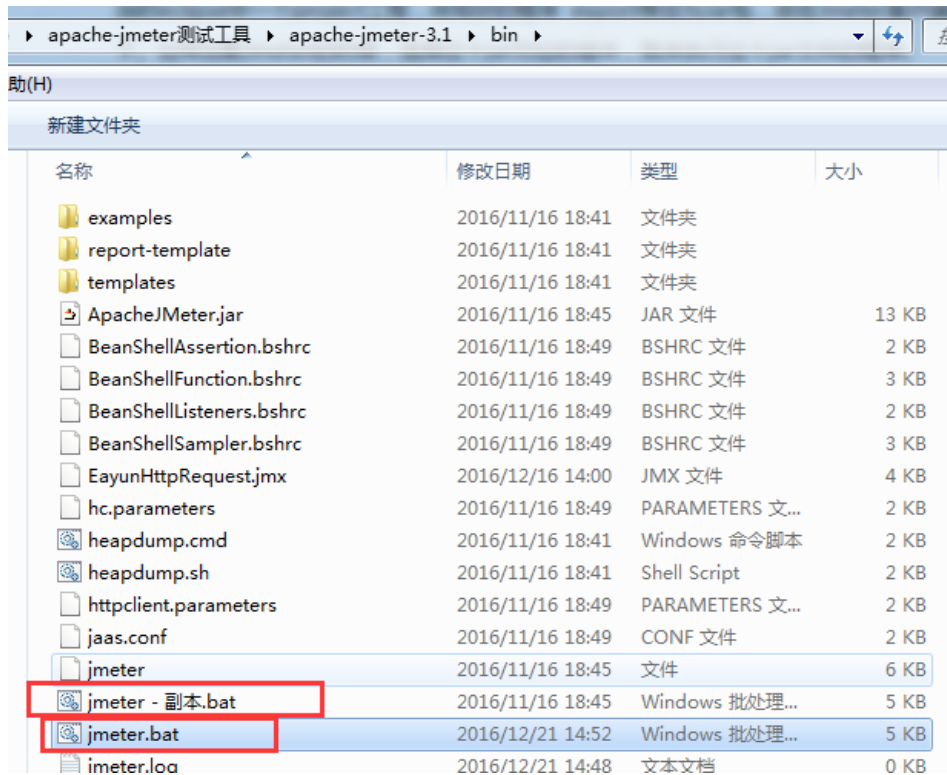 apache-jmeter测试工具 apache-jmeter-3.1 bin
助(H)
新建文件夹
名称 修改日期 类型 大小
examples 2016/11/16 18:41 文件夹
report-template 2016/11/16 18:41 文件夹
templates 2016/11/16 18:41 文件夹
ApacheJMeter.jar 2016/11/16 18:45 JAR 文件 13 KB
BeanShellAssertion.bshrc 2016/11/16 18:49 BSHRC 文件 2 KB
BeanShellFunction.bshrc 2016/11/16 18:49 BSHRC 文件 3 KB
BeanShellListeners.bshrc 2016/11/16 18:49 BSHRC 文件 2 KB
BeanShellSampler.bshrc 2016/11/16 18:49 BSHRC 文件 3 KB
EayunHttpRequest.jmx 2016/12/16 14:00 JMX 文件 4 KB
hc.parameters 2016/11/16 18:49 PARAMETERS 文... 2 KB
heapdump.cmd 2016/11/16 18:41 Windows 命令脚本 2 KB
heapdump.sh 2016/11/16 18:41 Shell Script 2 KB
httpclient.parameters 2016/11/16 18:49 PARAMETERS 文... 2 KB
jaas.conf 2016/11/16 18:49 CONF 文件 2 KB
jmeter 2016/11/16 18:45 文件 6 KB
jmeter - 副本.bat 2016/11/16 18:45 Windows 批处理... 5 KB
jmeter.bat 2016/12/21 14:52 Windows 批处理... 5 KB
jmeter.log 2016/12/21 14:48 文本文档 0 KB